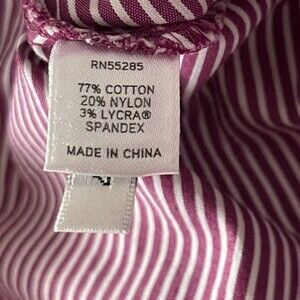 RN55285
77% COTTON
20% NYLON
3% LYCRA®
SPANDEX
MADE IN CHINA